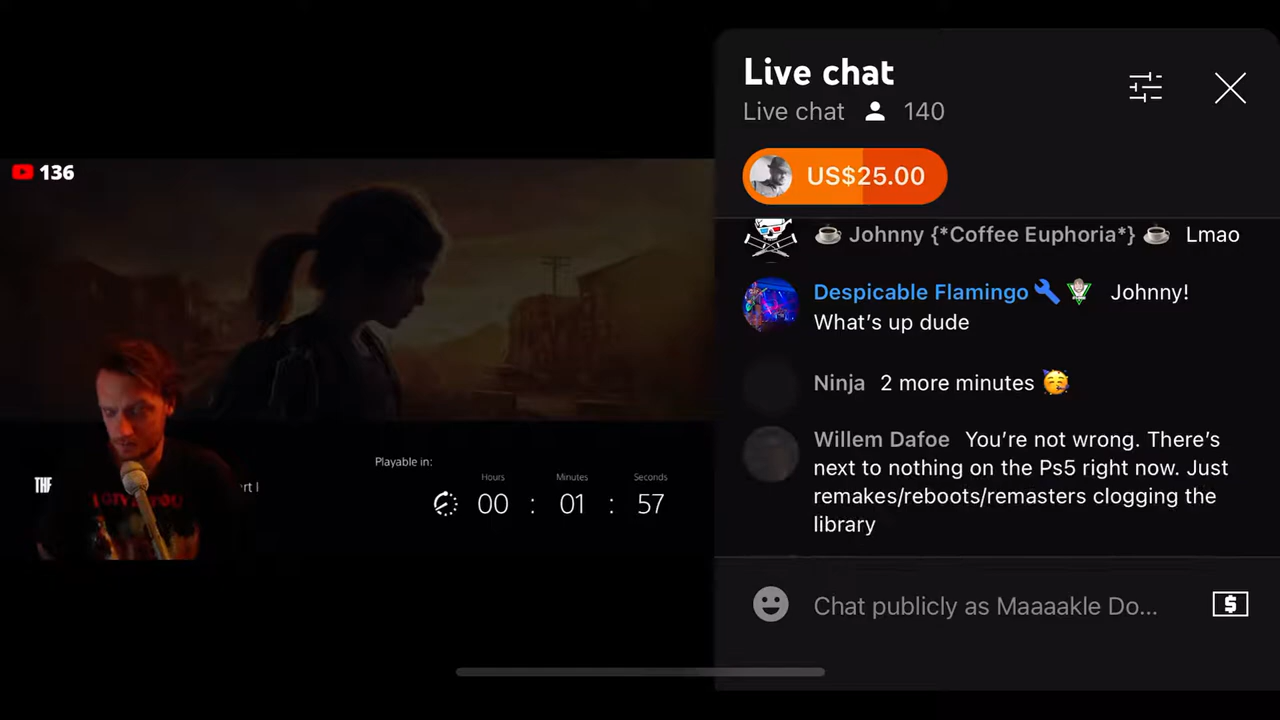 Live chat
Live chat 140
US$25.00
136
☕ Johnny {*Coffee Euphoria*} ☕ Lmao
Despicable Flamingo Johnny!
What's up dude
Ninja 2 more minutes 🥳
Willem Dafoe You're not wrong. There's
next to nothing on the Ps5 right now. Just
remakes/reboots/remasters clogging the
library
Playable in:
Hours Minutes Seconds
00 : 01 : 57
rt I
Chat publicly as Maaaakle Do...